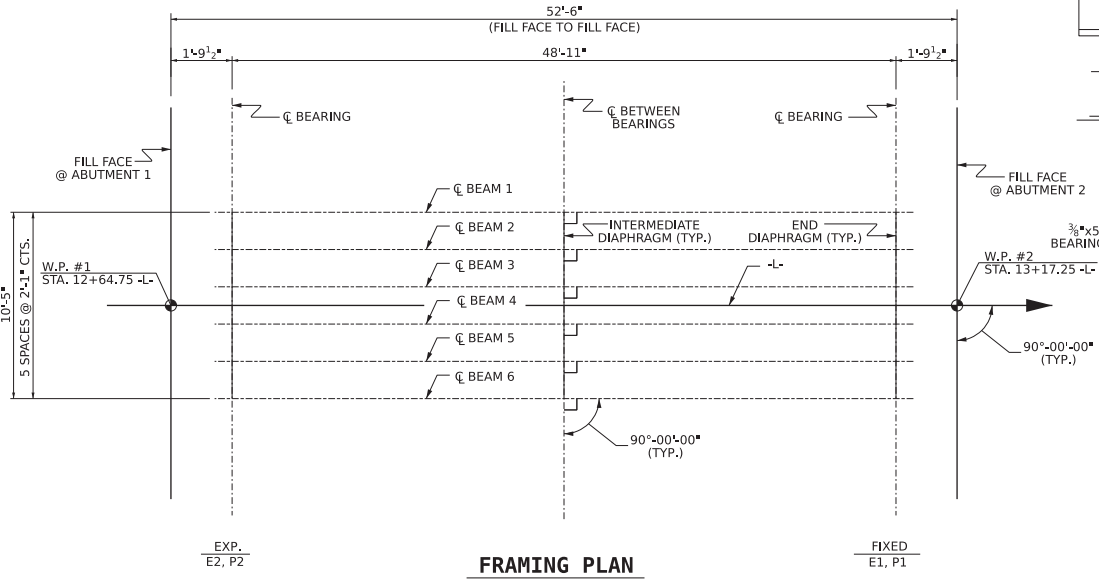 52'-6"
(FILL FACE TO FILL FACE)
1'-9½"
48'-11"
1'-9½"
℄ BEARING
℄ BETWEEN
BEARINGS
℄ BEARING
FILL FACE
@ ABUTMENT 1
FILL FACE
@ ABUTMENT 2
℄ BEAM 1
℄ BEAM 2
INTERMEDIATE
DIAPHRAGM (TYP.)
END
DIAPHRAGM (TYP.)
⅜"x5
BEARING
W.P. #1
STA. 12+64.75 -L-
℄ BEAM 3
-L-
W.P. #2
STA. 13+17.25 -L-
10'-5"
5 SPACES @ 2'-1" CTS.
℄ BEAM 4
℄ BEAM 5
℄ BEAM 6
90°-00'-00"
(TYP.)
90°-00'-00"
(TYP.)
EXP.
E2, P2
FRAMING PLAN
FIXED
E1, P1